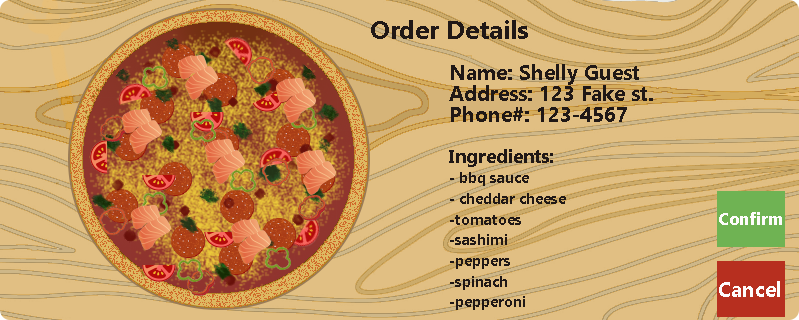 Order Details
Name: Shelly Guest
Address: 123 Fake st.
Phone#: 123-4567
Ingredients:
- bbq sauce
- cheddar cheese
-tomatoes
-sashimi
-peppers
-spinach
-pepperoni
Confirm
Cancel